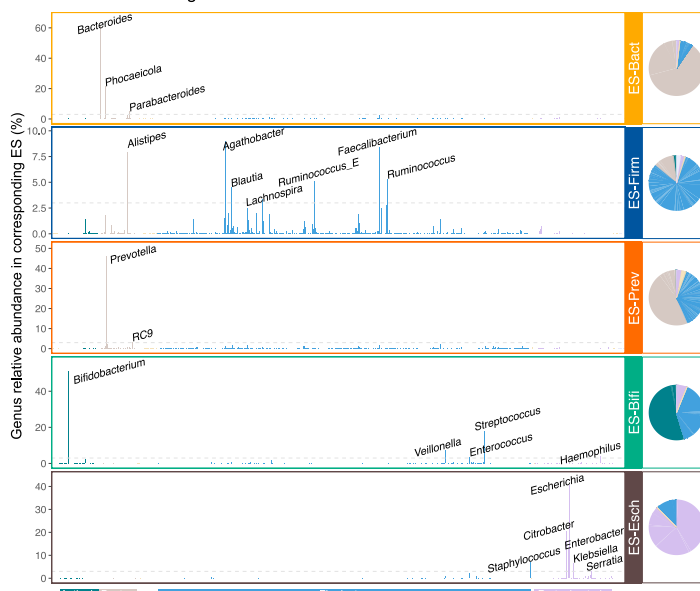 Genus relative abundance in corresponding ES (%)
60
40
20
0
Bacteroides
Phocaeicola
Parabacteroides
ES-Bact
10.0
7.5
5.0
2.5
0.0
Alistipes
Agathobacter
Blautia
Lachnospira
Ruminococcus_E
Faecalibacterium
Ruminococcus
ES-Firm
50
40
30
20
10
0
Prevotella
RC9
ES-Prev
40
20
0
Bifidobacterium
Veillonella
Streptococcus
Enterococcus
Haemophilus
ES-Bifi
40
30
20
10
0
Escherichia
Citrobacter
Enterobacter
Staphylococcus
Klebsiella
Serratia
ES-Esch